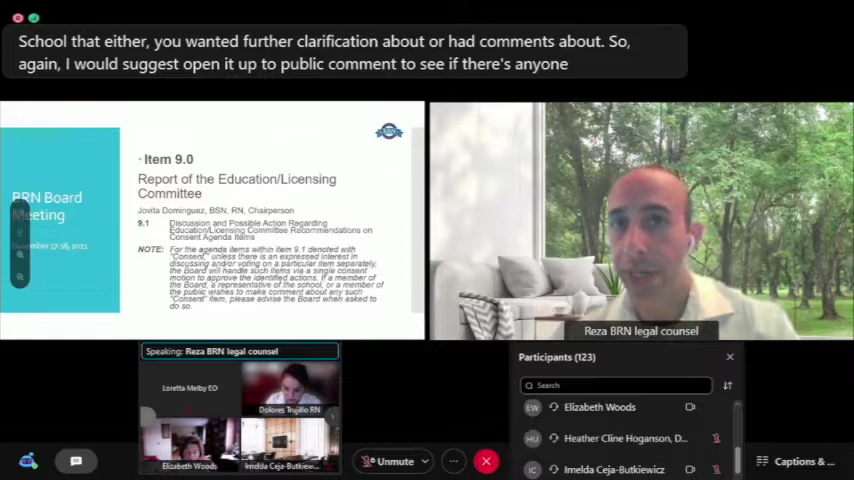 School that either, you wanted further clarification about or had comments about. So,
again, I would suggest open it up to public comment to see if there's anyone
BRN Board
Meeting
November 17-18, 2021
Item 9.0
Report of the Education/Licensing
Committee
Jovita Dominguez, BSN, RN, Chairperson
9.1 Discussion and Possible Action Regarding
Education/Licensing Committee Recommendations on
Consent Agenda Items
NOTE: For the agenda items within item 9.1 denoted with
"Consent," unless there is an expressed interest in
discussing and/or voting on a particular item separately,
the Board will handle such items via a single consent
motion to approve the identified actions. If a member
of the Board, a representative of the school, or a member
of the public wishes to make comment about any such
"Consent" item, please advise the Board when asked to
do so.
Reza BRN legal counsel
Speaking: Reza BRN legal counsel
Loretta Melby EO
Dolores Trujillo RN
Elizabeth Woods
Imelda Ceja-Butkiew...
Participants (123)
Search
EW Elizabeth Woods
HU Heather Cline Hoganson, D...
IC Imelda Ceja-Butkiewicz
Unmute
Captions & ...